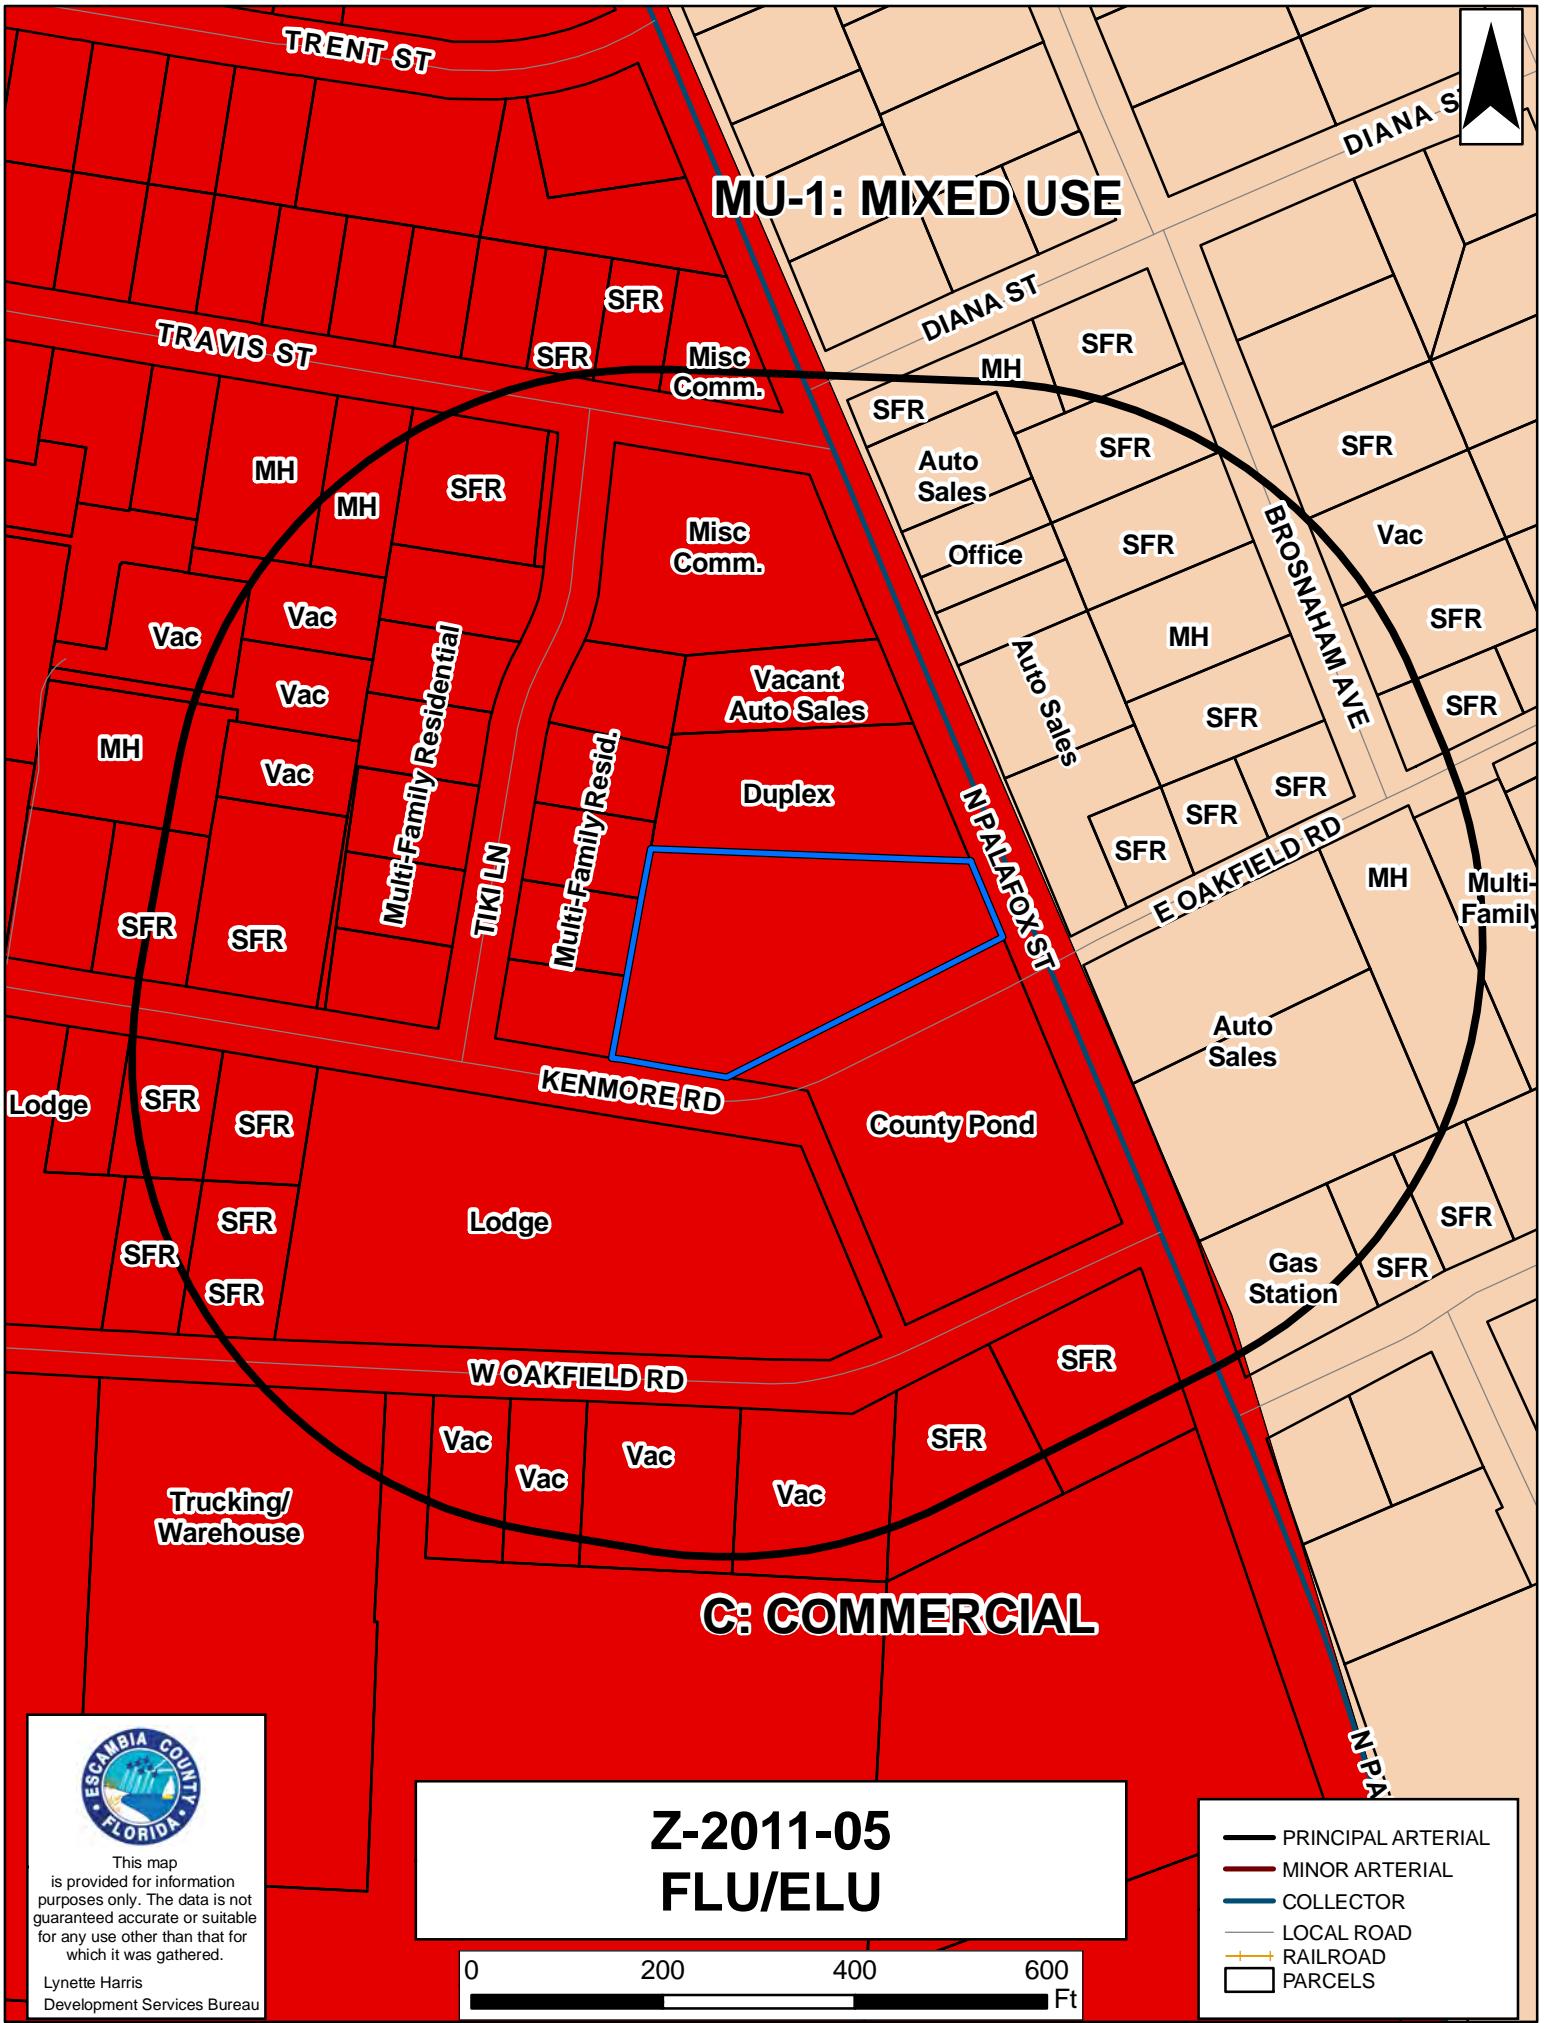 TRENT ST
DIANA S
MU-1: MIXED USE
DIANA ST
SFR
TRAVIS ST
SFR
Misc
Comm.
MH
SFR
SFR
Auto
Sales
SFR
SFR
MH
MH
SFR
Misc
Comm.
Office
SFR
BROSNAHAM AVE
Vac
Vac
Vac
MH
SFR
Multi-Family Residential
Vac
Vacant
Auto Sales
Auto Sales
SFR
SFR
MH
Vac
Multi-Family Resid.
Duplex
N PALAFOX ST
SFR
SFR
SFR
E OAKFIELD RD
TIKI LN
MH
Multi-
Family
SFR
SFR
Auto
Sales
KENMORE RD
Lodge
SFR
SFR
County Pond
SFR
Lodge
SFR
SFR
SFR
Gas
Station
SFR
W OAKFIELD RD
SFR
Vac
Vac
Vac
Vac
SFR
Trucking/
Warehouse
C: COMMERCIAL
N PA
ESCAMBIA COUNTY
FLORIDA
This map
is provided for information
purposes only. The data is not
guaranteed accurate or suitable
for any use other than that for
which it was gathered.
Lynette Harris
Development Services Bureau
Z-2011-05
FLU/ELU
0 200 400 600
Ft
PRINCIPAL ARTERIAL
MINOR ARTERIAL
COLLECTOR
LOCAL ROAD
RAILROAD
PARCELS